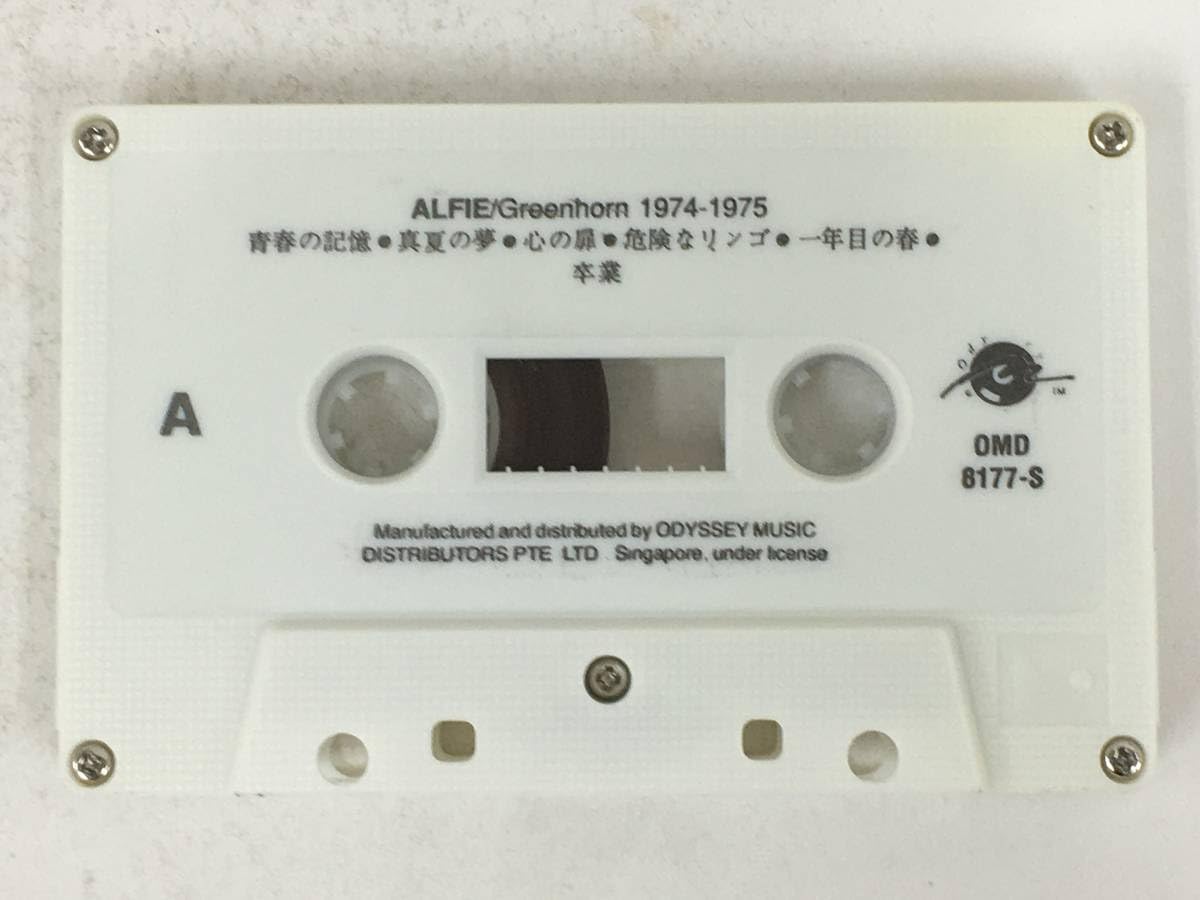 ALFIE/Greenhorn 1974-1975
青春の記憶●真夏の夢●心の扉●危険なリンゴ●一年目の春●
卒業
A
TM
OMD
8177-S
Manufactured and distributed by ODYSSEY MUSIC
DISTRIBUTORS PTE LTD Singapore. under license